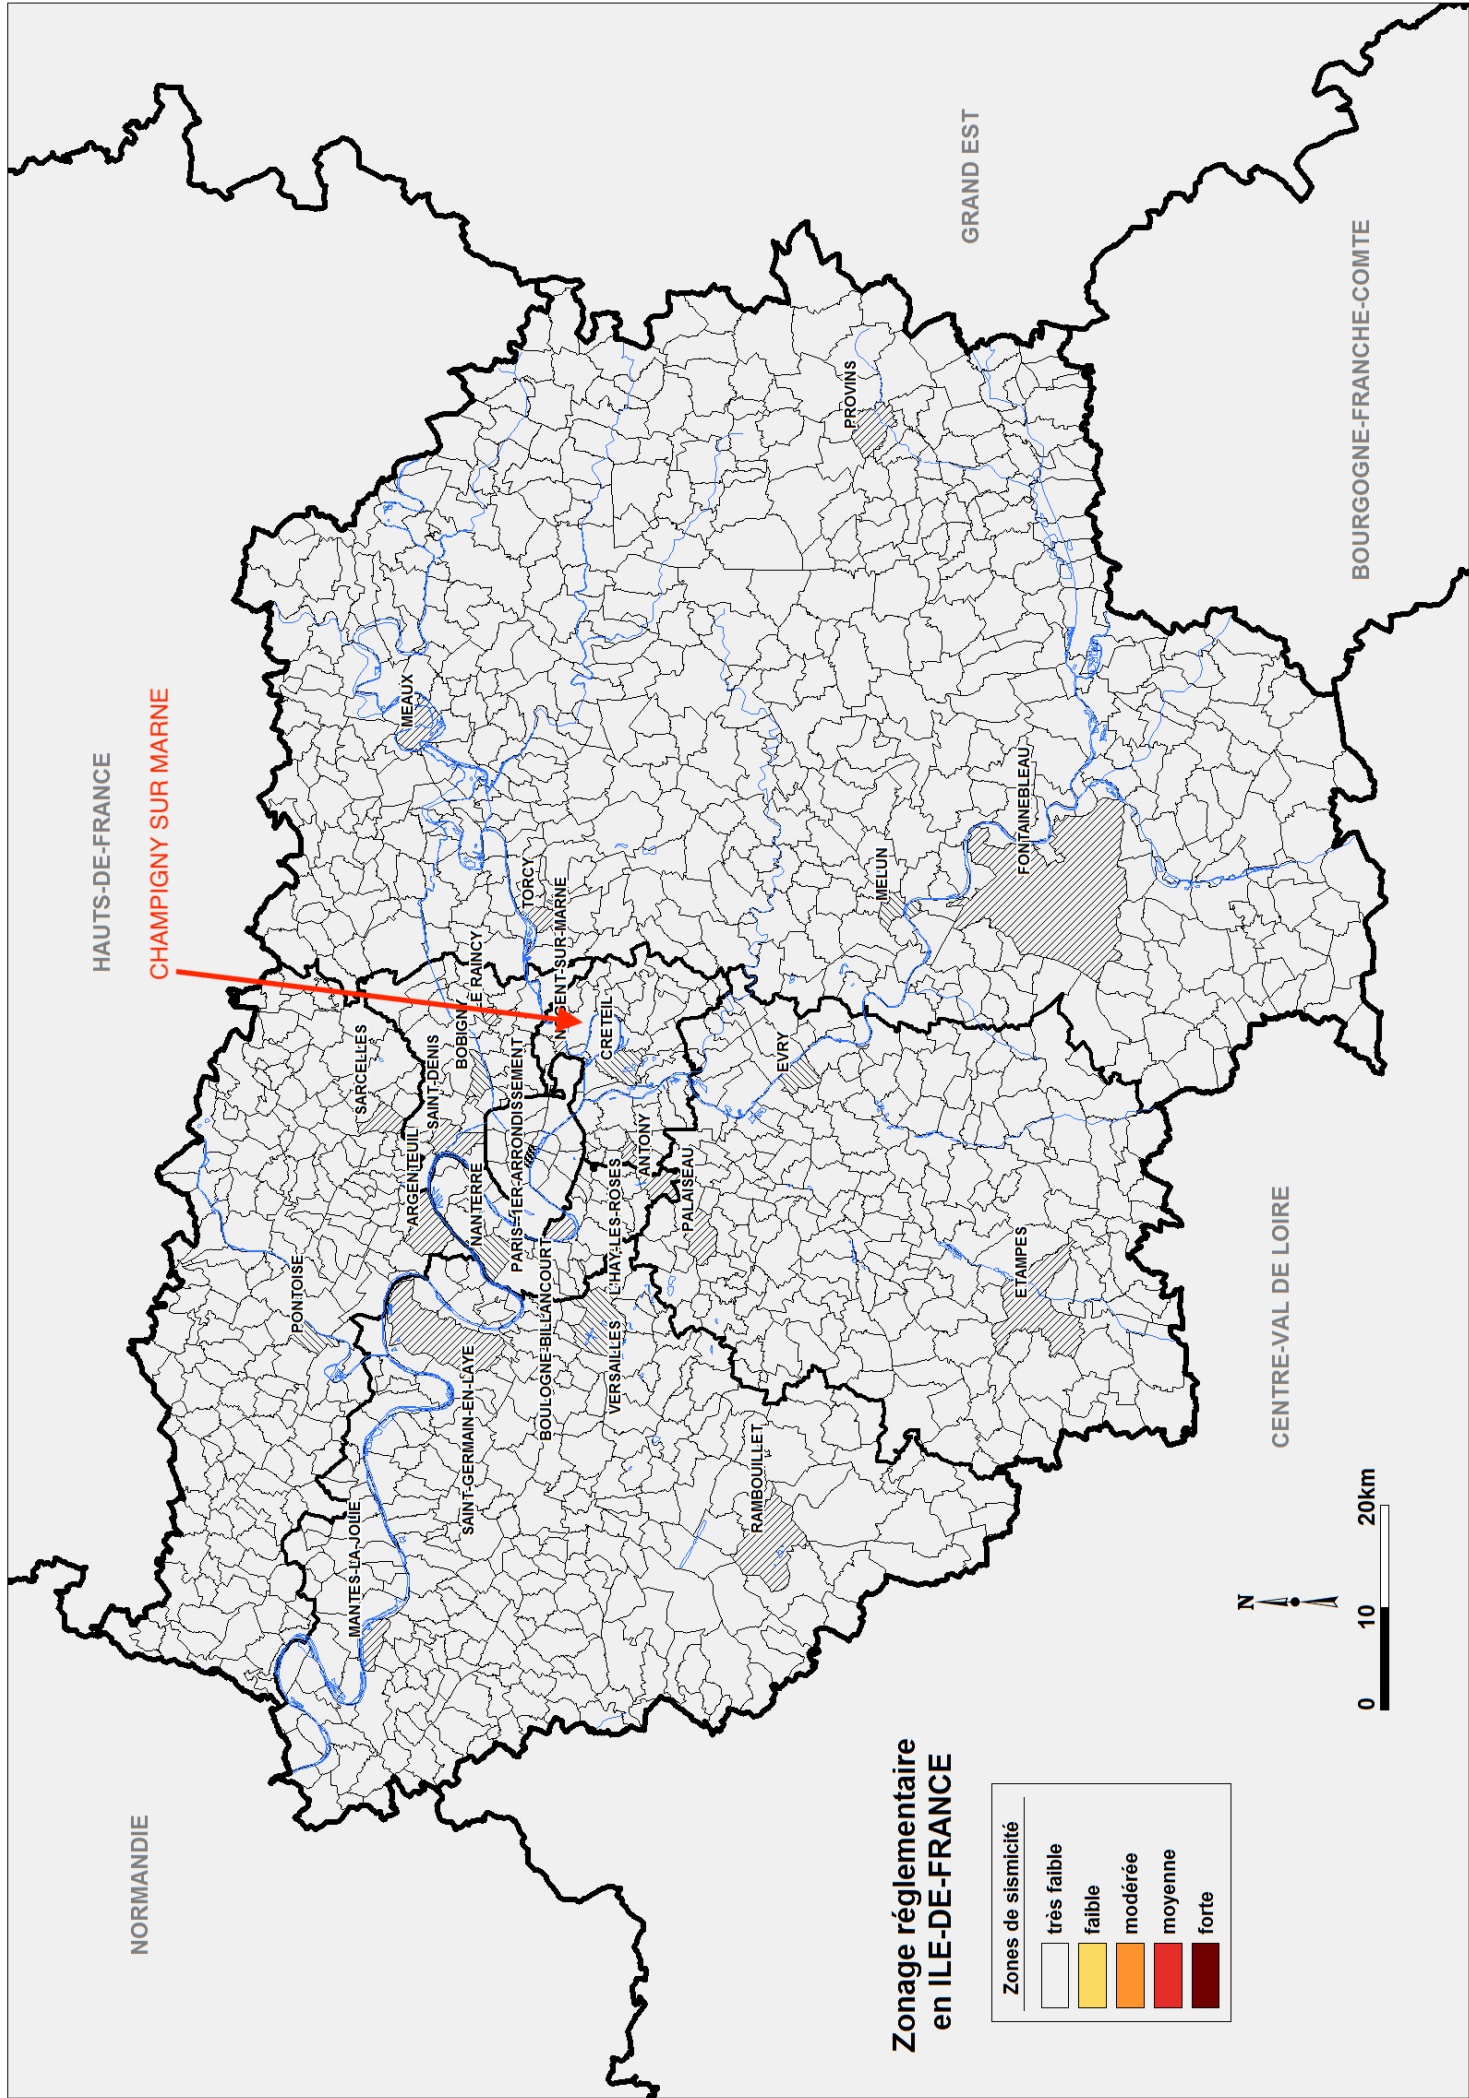 HAUTS-DE-FRANCE
CHAMPIGNY SUR MARNE
NORMANDIE
GRAND EST
BOURGOGNE-FRANCHE-COMTE
CENTRE-VAL DE LOIRE
PONTOISE
SARCELLES
MANTES-LA-JOLIE
ARGENTEUIL
SAINT-DENIS
MEAUX
BOBIGNY
LE RAINCY
NANTERRE
SAINT-GERMAIN-EN-LAYE
PARIS-1ER-ARRONDISSEMENT
TORCY
BOULOGNE-BILLANCOURT
SENT-SUR-MARNE
CRETEIL
VERSAILLES
L'HAY-LES-ROSES
ANTONY
PALAISEAU
RAMBOUILLET
EVRY
PROVINS
MELUN
ETAMPES
FONTAINEBLEAU
Zonage réglementaire
en ILE-DE-FRANCE
Zones de sismicité
très faible
faible
modérée
moyenne
forte
N
0 10 20km